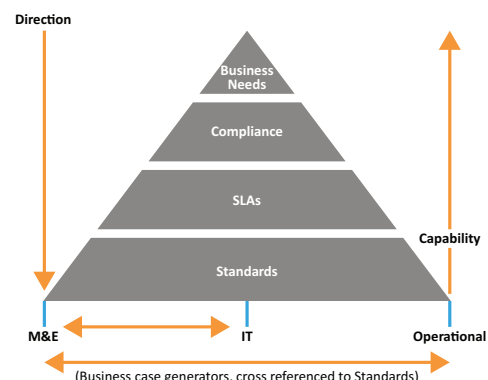 Direction
Business
Needs
Compliance
SLAs
Capability
Standards
M&E
IT
Operational
(Business case generators, cross referenced to Standards)